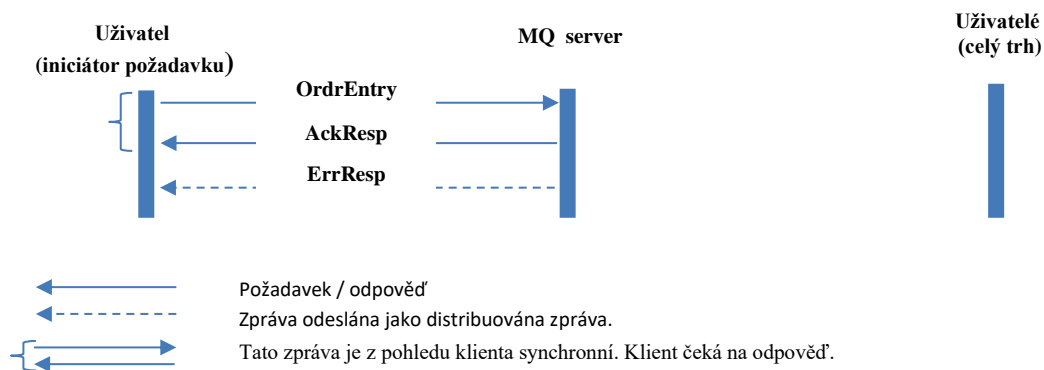 Uživatel
(iniciátor požadavku)
MQ server
Uživatelé
(celý trh)
OrdrEntry
AckResp
ErrResp
Požadavek / odpověď
Zpráva odeslána jako distribuována zpráva.
Tato zpráva je z pohledu klienta synchronní. Klient čeká na odpověď.